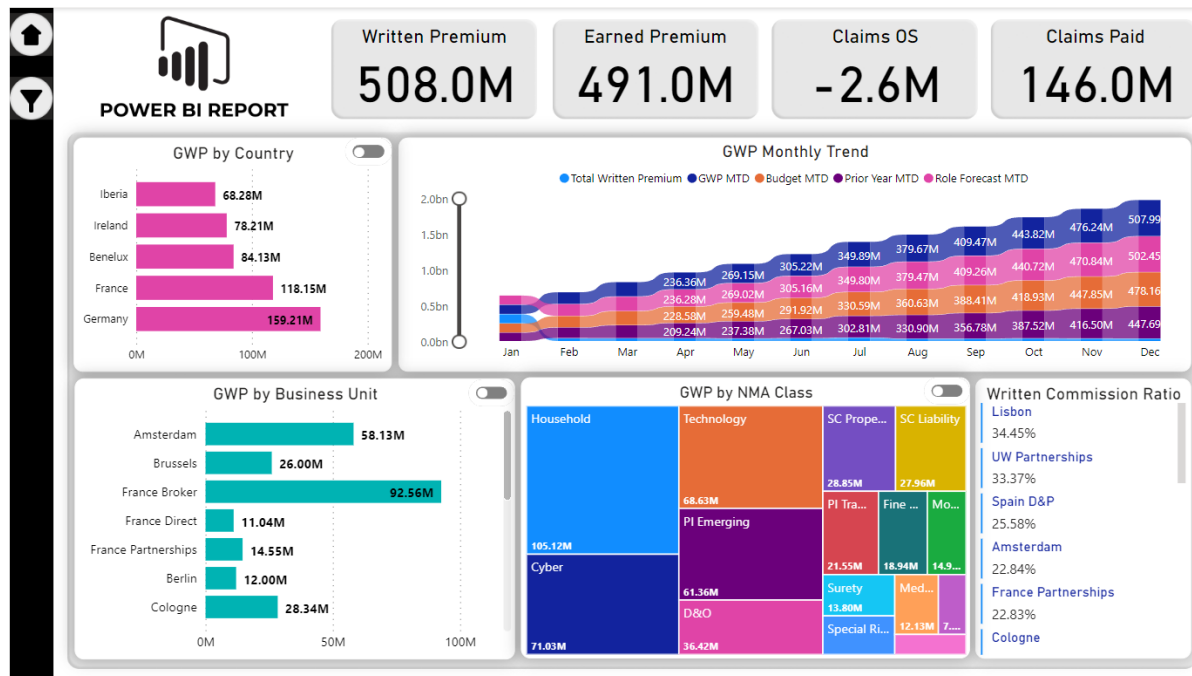 POWER BI REPORT
Written Premium
508.0M
Earned Premium
491.0M
Claims OS
-2.6M
Claims Paid
146.0M
GWP by Country
Iberia 68.28M
Ireland 78.21M
Benelux 84.13M
France 118.15M
Germany 159.21M
0M 100M 200M
GWP Monthly Trend
Total Written Premium GWP MTD Budget MTD Prior Year MTD Role Forecast MTD
2.0bn
1.5bn
1.0bn
0.5bn
0.0bn
236.36M 269.15M 305.22M 349.89M 379.67M 409.47M 443.82M 476.24M 507.99
236.28M 269.02M 305.16M 349.80M 379.47M 409.26M 440.72M 470.84M 502.45
228.58M 259.48M 291.92M 330.59M 360.63M 388.41M 418.93M 447.85M 478.16
209.24M 237.38M 267.03M 302.81M 330.90M 356.78M 387.52M 416.50M 447.69
Jan Feb Mar Apr May Jun Jul Aug Sep Oct Nov Dec
GWP by Business Unit
Amsterdam 58.13M
Brussels 26.00M
France Broker 92.56M
France Direct 11.04M
France Partnerships 14.55M
Berlin 12.00M
Cologne 28.34M
0M 50M 100M
GWP by NMA Class
Household
105.12M
Cyber
71.03M
Technology
68.63M
PI Emerging
61.36M
D&O
36.42M
SC Prope...
28.85M
SC Liability
27.96M
PI Tra...
21.55M
Fine ...
18.94M
Mo...
14.9...
Surety
13.80M
Special Ri...
Med...
12.13M
7....
Written Commission Ratio
Lisbon
34.45%
UW Partnerships
33.37%
Spain D&P
25.58%
Amsterdam
22.84%
France Partnerships
22.83%
Cologne